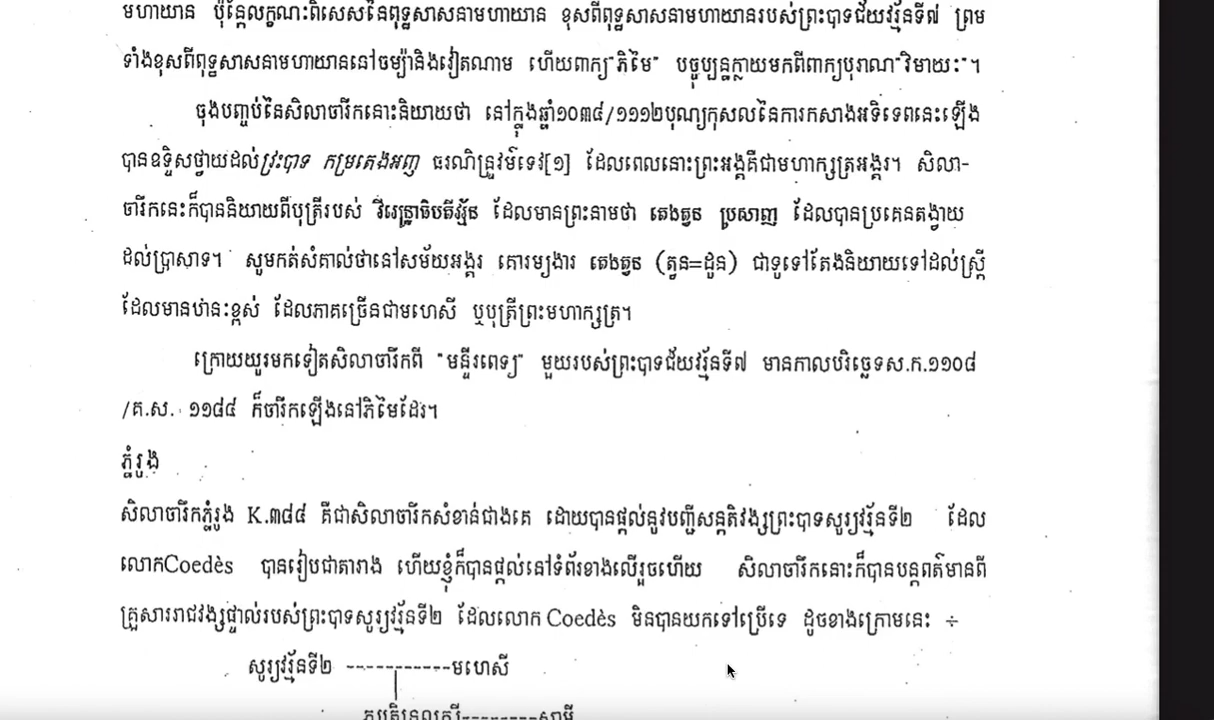 មហាយាន ប៉ុន្តែលក្ខណៈពិសេសនៃពុទ្ធសាសនាមហាយាន ខុសពីពុទ្ធសាសនាមហាយានរបស់ព្រះបាទជ័យវរ្ម័នទី៧ ព្រម
ទាំងខុសពីពុទ្ធសាសនាមហាយាននៅចម្ប៉ានិងវៀតណាម ហើយពាក្យ"ភិមៃ" បច្ចុប្បន្នក្លាយមកពីពាក្យបុរាណ"វិមាយៈ"។
ចុងបញ្ចប់នៃសិលាចារឹកនោះនិយាយថា នៅក្នុងឆ្នាំ១០៣៤/១១១២បុណ្យកុសលនៃការកសាងអទិទេពនេះឡើង
បានឧទ្ទិសថ្វាយដល់វ្រះបាទ កម្រតេងអញ ធរណិន្ទ្រវម៌ទេវ[១] ដែលពេលនោះព្រះអង្គគឺជាមហាក្សត្រអង្គរ។ សិលា-
ចារឹកនេះក៏បាននិយាយពីបុត្រីរបស់ វីរេន្ទ្រាធិបតីវរ្ម័ន ដែលមានព្រះនាមថា តេងត្វន ប្រសាញ ដែលបានប្រគេនតង្វាយ
ដល់ប្រាសាទ។ សូមកត់សំគាល់ថានៅសម័យអង្គរ គោរម្យងារ តេងត្វន (ត្វន=ដូន) ជាទូទៅតែងនិយាយទៅដល់ស្ត្រី
ដែលមានឋានៈខ្ពស់ ដែលភាគច្រើនជាមហេសី ឬបុត្រីព្រះមហាក្សត្រ។
ក្រោយយូរមកទៀតសិលាចារឹកពី "មន្ទីរពេទ្យ" មួយរបស់ព្រះបាទជ័យវរ្ម័នទី៧ មានកាលបរិច្ឆេទស.ក.១១០៨
/គ.ស. ១១៨៤ ក៏ចារឹកឡើងនៅភិមៃដែរ។
ភ្នំរូង
សិលាចារឹកភ្នំរូង K.៣៨៤ គឺជាសិលាចារឹកសំខាន់ជាងគេ ដោយបានផ្តល់នូវបញ្ជីសន្តតិវង្សព្រះបាទសូរ្យវរ្ម័នទី២ ដែល
លោកCoedès បានរៀបជាតារាង ហើយខ្ញុំក៏បានផ្តល់នៅទំព័រខាងលើរួចហើយ សិលាចារឹកនោះក៏បានបន្តពត៌មានពី
គ្រួសាររាជវង្សផ្ទាល់របស់ព្រះបាទសូរ្យវរ្ម័នទី២ ដែលលោក Coedès មិនបានយកទៅប្រើទេ ដូចខាងក្រោមនេះ ÷
សូរ្យវរ្ម័នទី២ -----------មហេសី